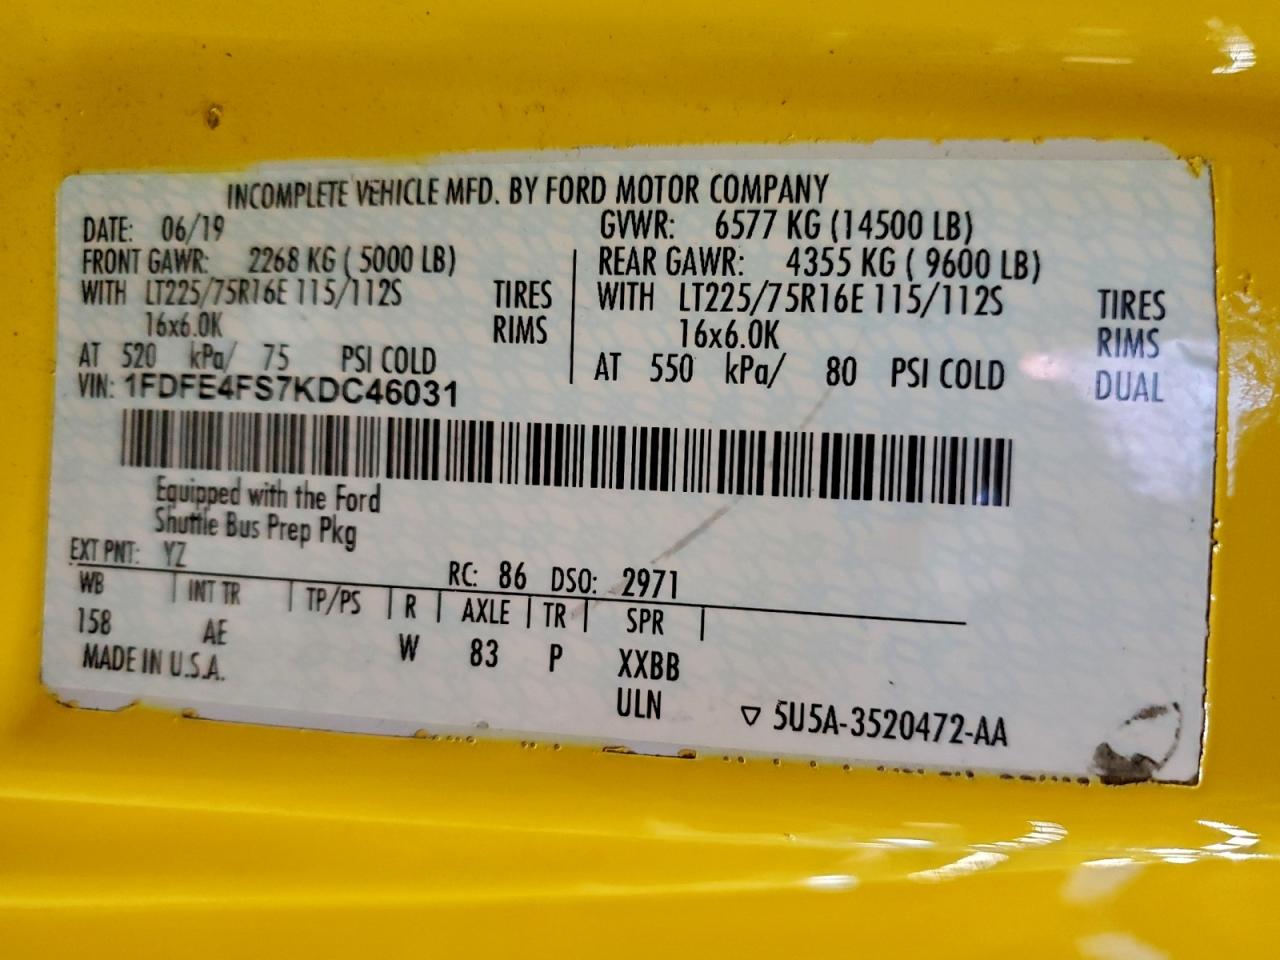 INCOMPLETE VEHICLE MFD. BY FORD MOTOR COMPANY
DATE: 06/19 GVWR: 6577 KG (14500 LB)
FRONT GAWR: 2268 KG ( 5000 LB) REAR GAWR: 4355 KG ( 9600 LB)
WITH LT225/75R16E 115/112S TIRES WITH LT225/75R16E 115/112S TIRES
16x6.0K RIMS 16x6.0K RIMS
AT 520 kPa/ 75 PSI COLD AT 550 kPa/ 80 PSI COLD DUAL
VIN: 1FDFE4FS7KDC46031
Equipped with the Ford
Shuttle Bus Prep Pkg
EXT PNT: YZ RC: 86 DSO: 2971
WB INT TR TP/PS R AXLE TR SPR
158 AE W 83 P XXBB
MADE IN U.S.A. ULN
5U5A-3520472-AA